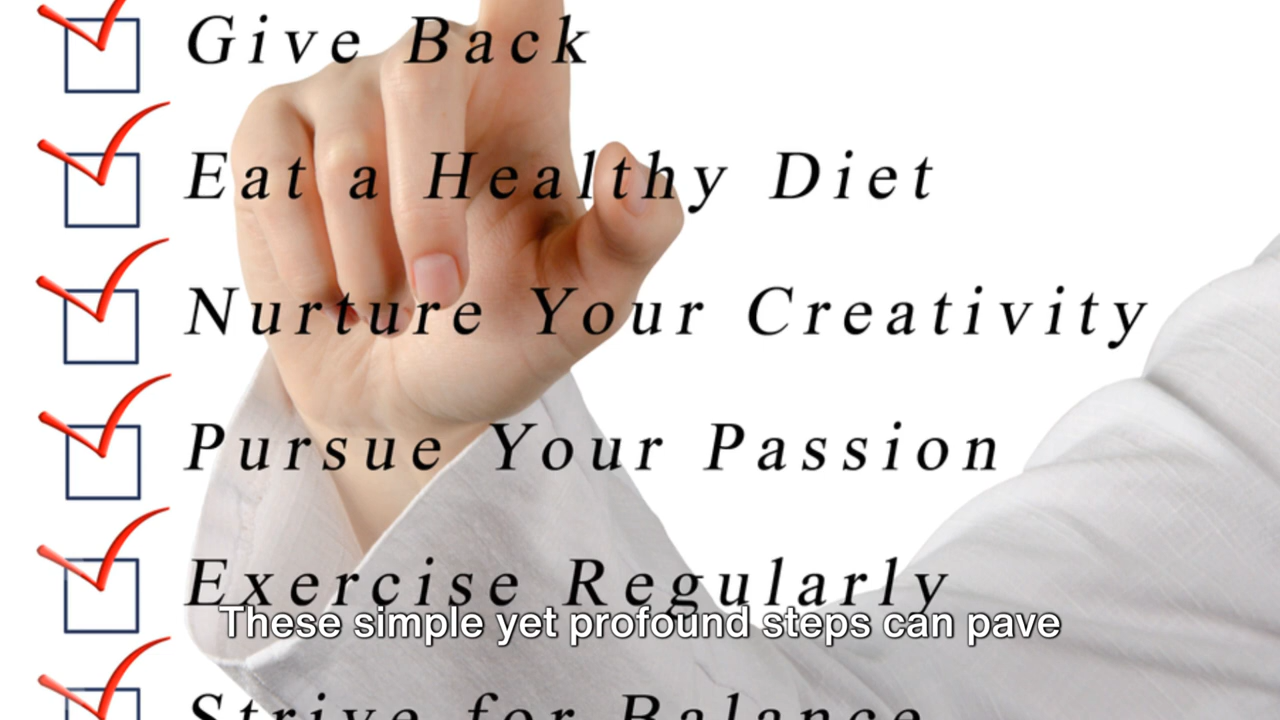 Give Back
Eat a Healthy Diet
Nurture Your Creativity
Pursue Your Passion
Exercise Regularly
These simple yet profound steps can pave
Strive for Balance